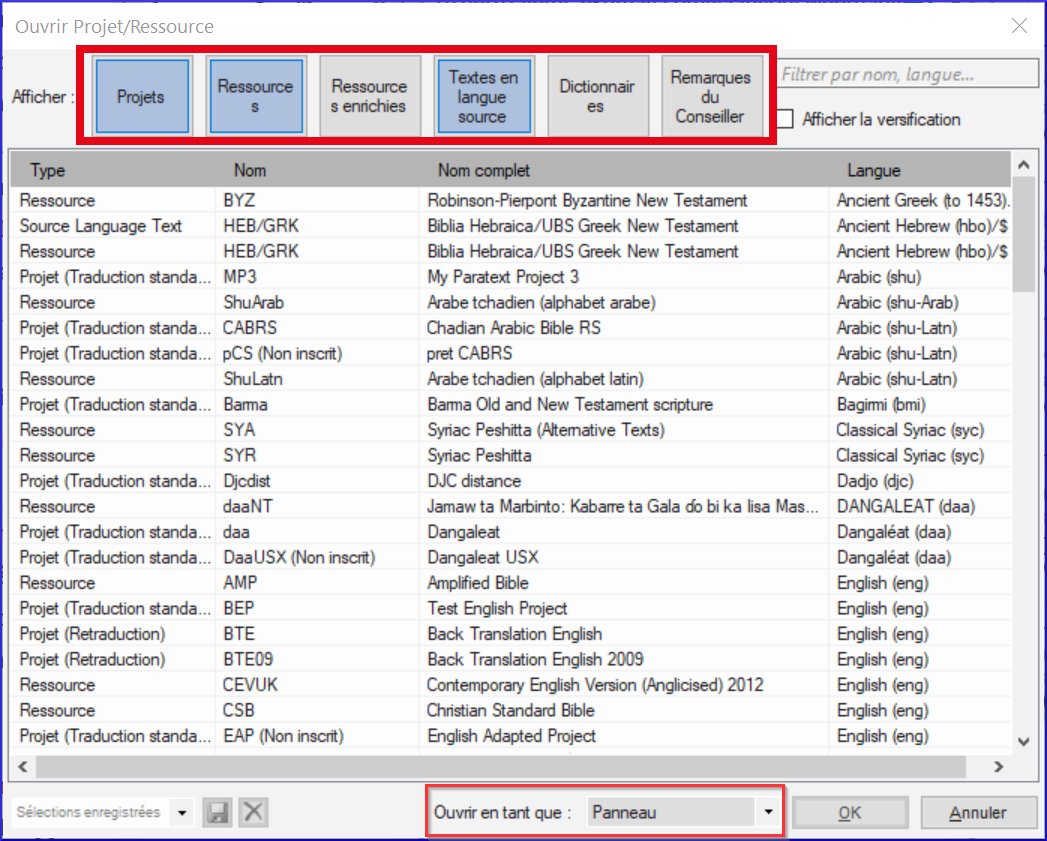 Ouvrir Projet/Ressource
Afficher :
Projets
Ressource
s
Ressource
s enrichies
Textes en
langue
source
Dictionnair
es
Remarques
du
Conseiller
Filtrer par nom, langue...
Afficher la versification
Type Nom Nom complet Langue
Ressource BYZ Robinson-Pierpont Byzantine New Testament Ancient Greek (to 1453).
Source Language Text HEB/GRK Biblia Hebraica/UBS Greek New Testament Ancient Hebrew (hbo)/$
Ressource HEB/GRK Biblia Hebraica/UBS Greek New Testament Ancient Hebrew (hbo)/$
Projet (Traduction standa... MP3 My Paratext Project 3 Arabic (shu)
Ressource ShuArab Arabe tchadien (alphabet arabe) Arabic (shu-Arab)
Projet (Traduction standa... CABRS Chadian Arabic Bible RS Arabic (shu-Latn)
Projet (Traduction standa... pCS (Non inscrit) pret CABRS Arabic (shu-Latn)
Ressource ShuLatn Arabe tchadien (alphabet latin) Arabic (shu-Latn)
Projet (Traduction standa... Barma Barma Old and New Testament scripture Bagirmi (bmi)
Ressource SYA Syriac Peshitta (Alternative Texts) Classical Syriac (syc)
Ressource SYR Syriac Peshitta Classical Syriac (syc)
Projet (Traduction standa... Djcdist DJC distance Dadjo (djc)
Ressource daaNT Jamaw ta Marbinto: Kabarre ta Gala ɗo bi ka lisa Mas... DANGALEAT (daa)
Projet (Traduction standa... daa Dangaleat Dangaléat (daa)
Projet (Traduction standa... DaaUSX (Non inscrit) Dangaleat USX Dangaléat (daa)
Ressource AMP Amplified Bible English (eng)
Projet (Traduction standa... BEP Test English Project English (eng)
Projet (Retraduction) BTE Back Translation English English (eng)
Projet (Retraduction) BTE09 Back Translation English 2009 English (eng)
Ressource CEVUK Contemporary English Version (Anglicised) 2012 English (eng)
Ressource CSB Christian Standard Bible English (eng)
Projet (Traduction standa... EAP (Non inscrit) English Adapted Project English (eng)
Sélections enregistrées Ouvrir en tant que : Panneau OK Annuler